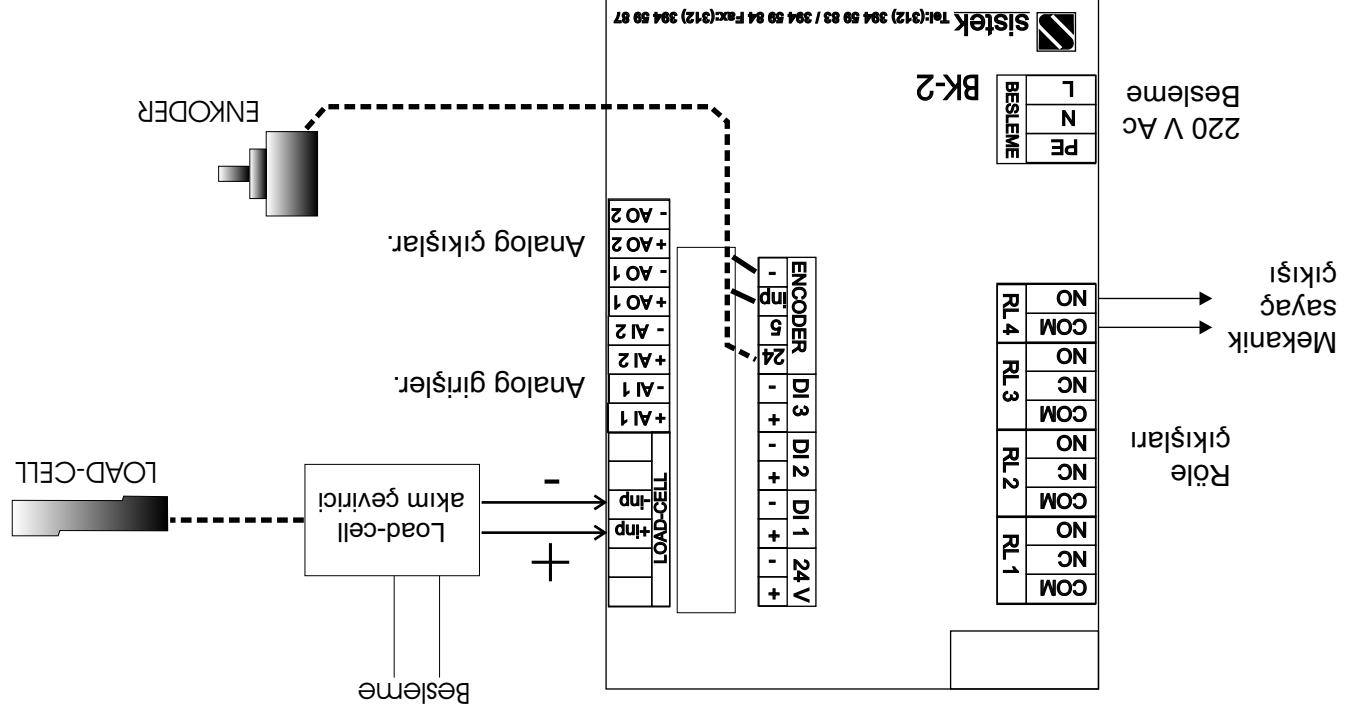 Röle
çıkışları
RL 1
COM
NC
NO
RL 2
COM
NC
NO
RL 3
COM
NC
NO
Mekanik
sayaç
çıkışı
RL 4
COM
NO
220 V Ac
Besleme
BESLEME
PE
N
L
BK-2
sistek Tel:(312) 394 59 83 / 394 59 84 Fax:(312) 394 59 87
24 V
+
-
DI 1
+
-
DI 2
+
-
DI 3
+
-
ENCODER
24
5
inp
-
LOAD-CELL
+inp
-inp
+ AI 1
- AI 1
+ AI 2
- AI 2
+ AO 1
- AO 1
+ AO 2
- AO 2
Besleme
Load-cell
akım çevirici
+
-
LOAD-CELL
Analog girişler.
Analog çıkışlar.
ENKODER